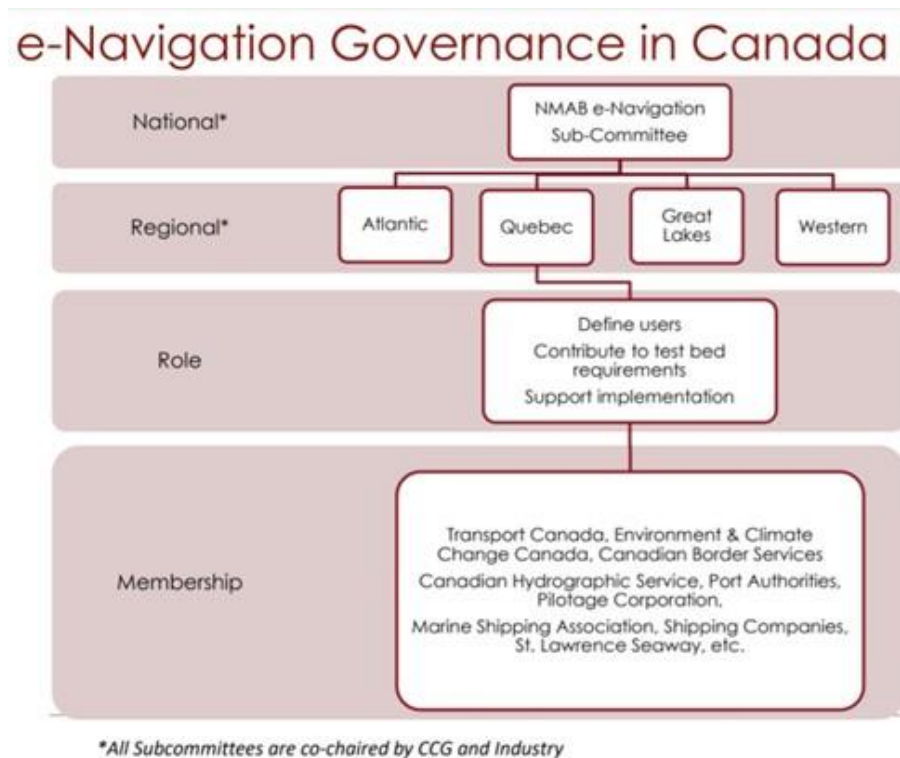 e-Navigation Governance in Canada
National*
NMAB e-Navigation
Sub-Committee
Regional*
Atlantic
Quebec
Great
Lakes
Western
Role
Define users
Contribute to test bed
requirements
Support implementation
Membership
Transport Canada, Environment & Climate
Change Canada, Canadian Border Services
Canadian Hydrographic Service, Port Authorities,
Pilotage Corporation,
Marine Shipping Association, Shipping Companies,
St. Lawrence Seaway, etc.
*All Subcommittees are co-chaired by CCG and Industry